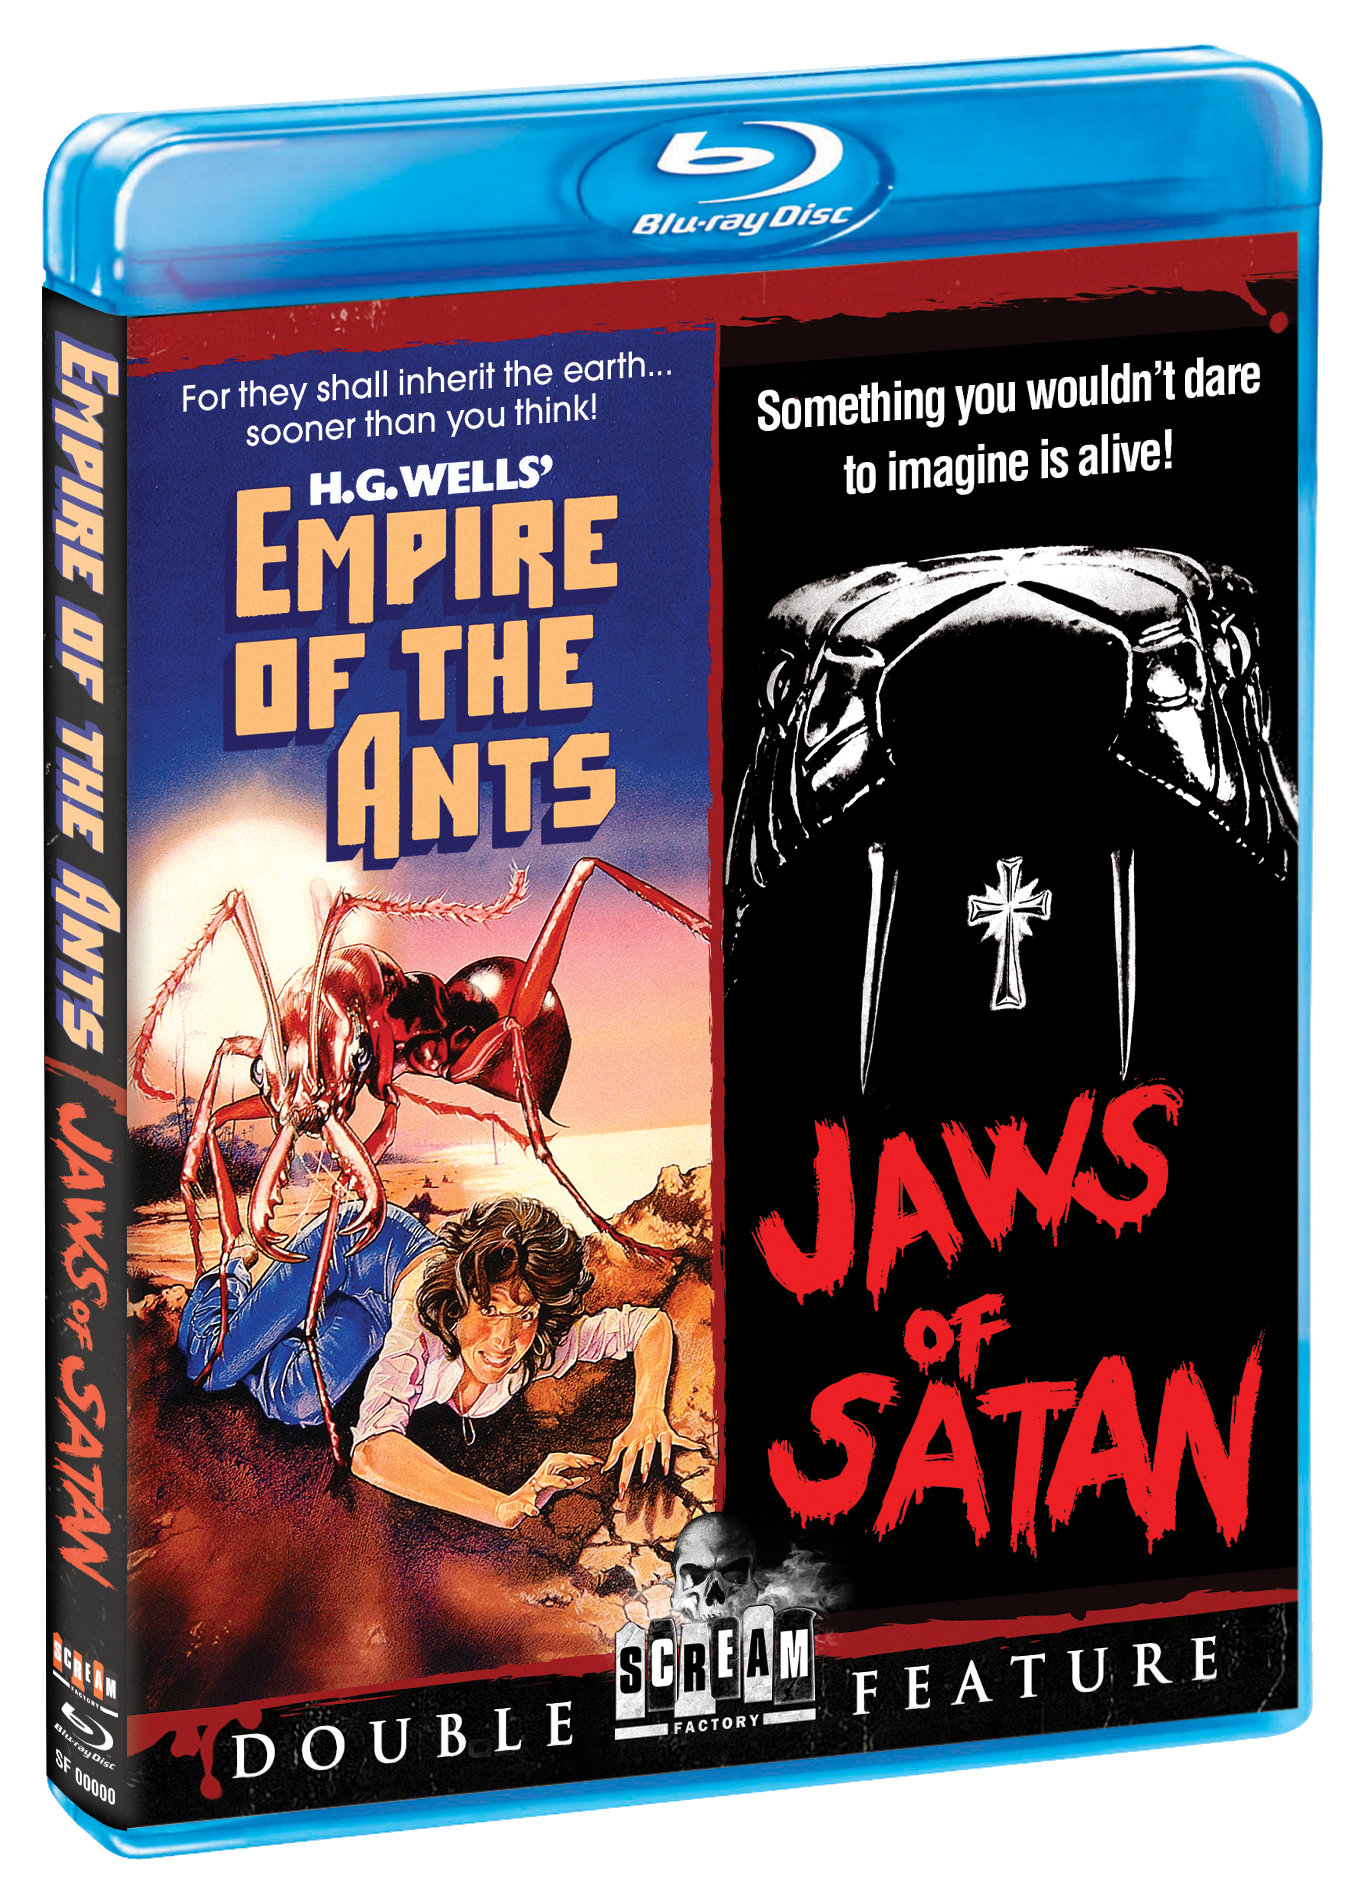 Blu-ray Disc
For they shall inherit the earth...
sooner than you think!
H.G. WELLS'
EMPIRE
OF THE
ANTS
Something you wouldn't dare
to imagine is alive!
JAWS
OF
SATAN
DOUBLE
SCREAM
FACTORY
FEATURE
EMPIRE OF THE ANTS
JAWS OF SATAN
SCREAM
FACTORY
Blu-ray Disc
SF 00000